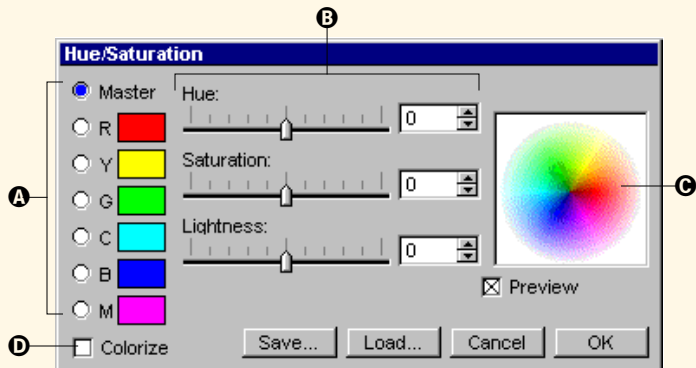 B
Hue/Saturation
Master
Hue:
0
R
Y
Saturation:
0
A
G
C
C
Lightness:
0
B
Preview
M
D
Colorize
Save...
Load...
Cancel
OK